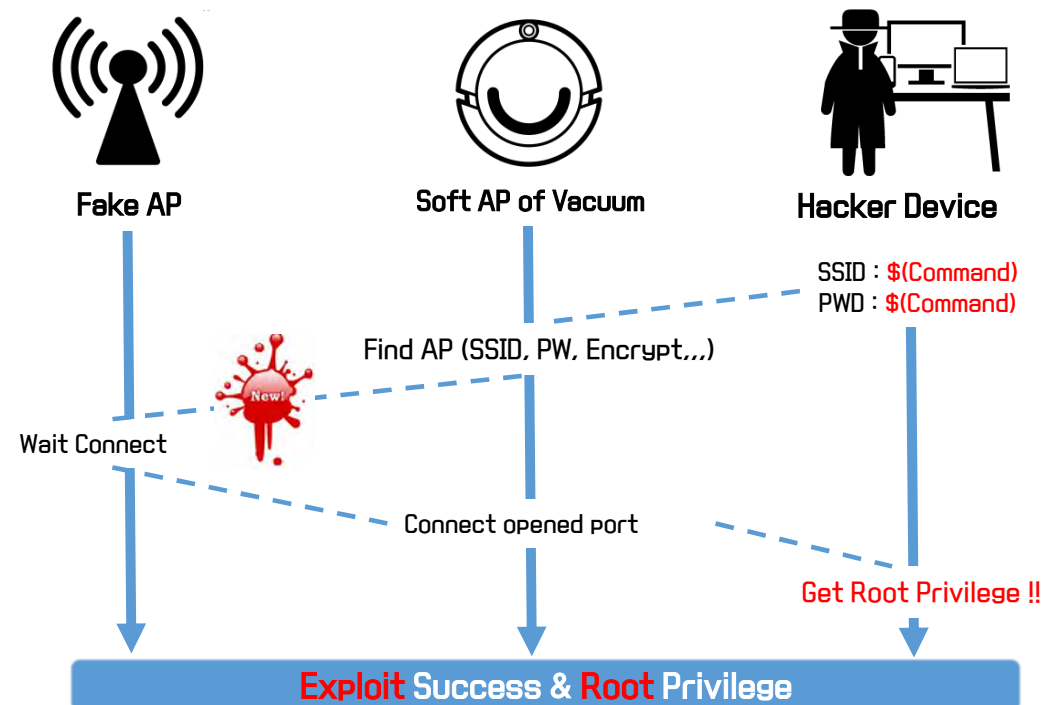 Fake AP
Soft AP of Vacuum
Hacker Device
SSID : $(Command)
PWD : $(Command)
Find AP (SSID, PW, Encrypt,,,)
New!
Wait Connect
Connect opened port
Get Root Privilege !!
Exploit Success & Root Privilege